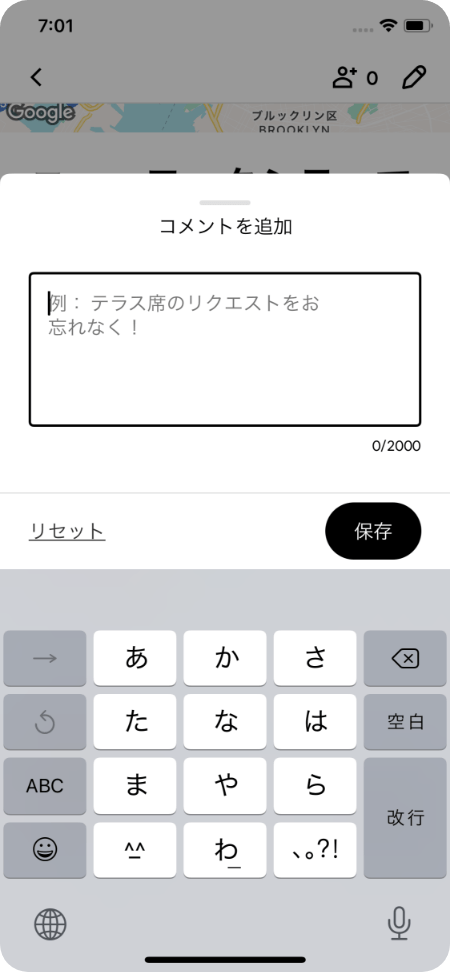 7:01
0
Google
ブルックリン区
BROOKLYN
コメントを追加
例： テラス席のリクエストをお
忘れなく！
0/2000
リセット
保存
→
あ
か
さ
た
な
は
空白
ABC
ま
や
ら
改行
^^
わ
、。?!